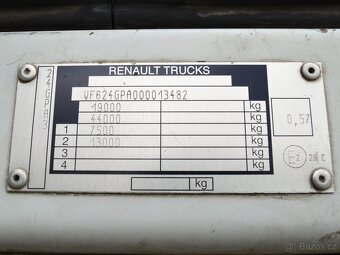 RENAULT TRUCKS
24GPA3
VF624GPA000013482
19000 kg
44000 kg
1 7500 kg
2 13000 kg
3 kg
4 kg
kg
0,57
E2
Bazoš.cz